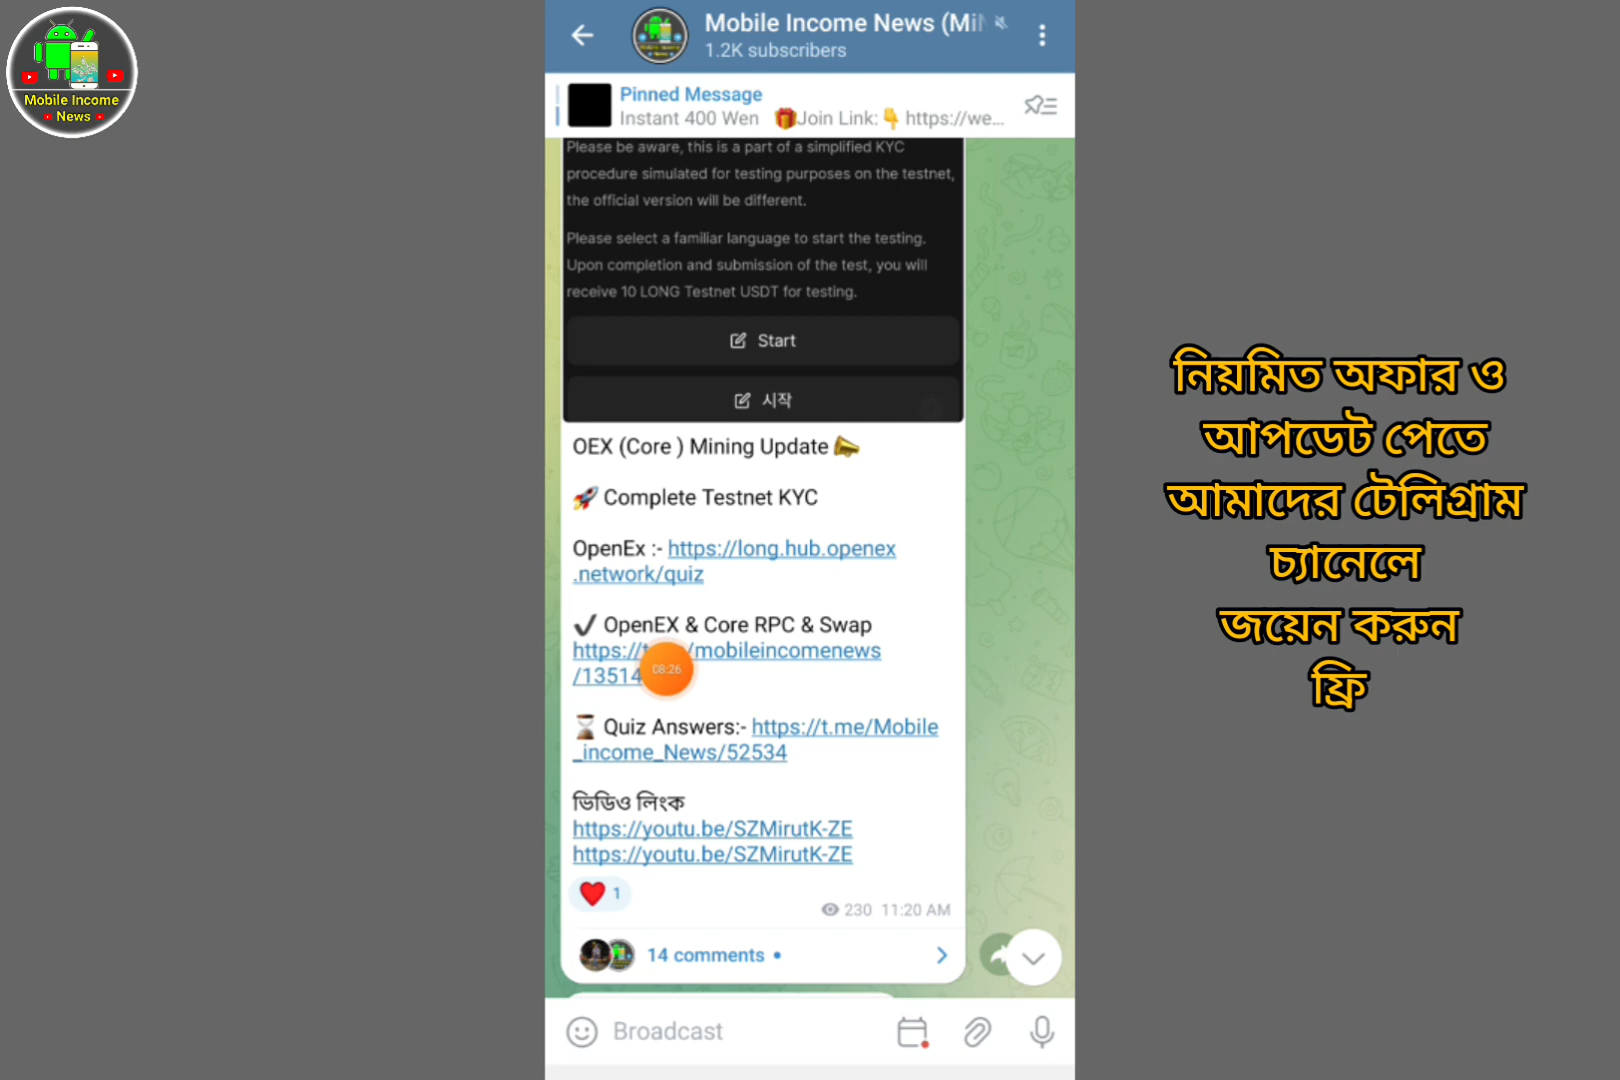 Mobile Income
News
Mobile Income News (Mi
1.2K subscribers
Pinned Message
Instant 400 Wen 🎁Join Link:👇 https://we...
Please be aware, this is a part of a simplified KYC
procedure simulated for testing purposes on the testnet,
the official version will be different.
Please select a familiar language to start the testing.
Upon completion and submission of the test, you will
receive 10 LONG Testnet USDT for testing.
Start
시작
OEX (Core ) Mining Update 📣
🚀 Complete Testnet KYC
OpenEx :- https://long.hub.openex
.network/quiz
✔️ OpenEX & Core RPC & Swap
https://t /mobileincomenews
/13514
08:26
⌛ Quiz Answers:- https://t.me/Mobile
_income_News/52534
ভিডিও লিংক
https://youtu.be/SZMirutK-ZE
https://youtu.be/SZMirutK-ZE
❤️ 1
230 11:20 AM
14 comments
Broadcast
নিয়মিত অফার ও
আপডেট পেতে
আমাদের টেলিগ্রাম
চ্যানেলে
জয়েন করুন
ফ্রি